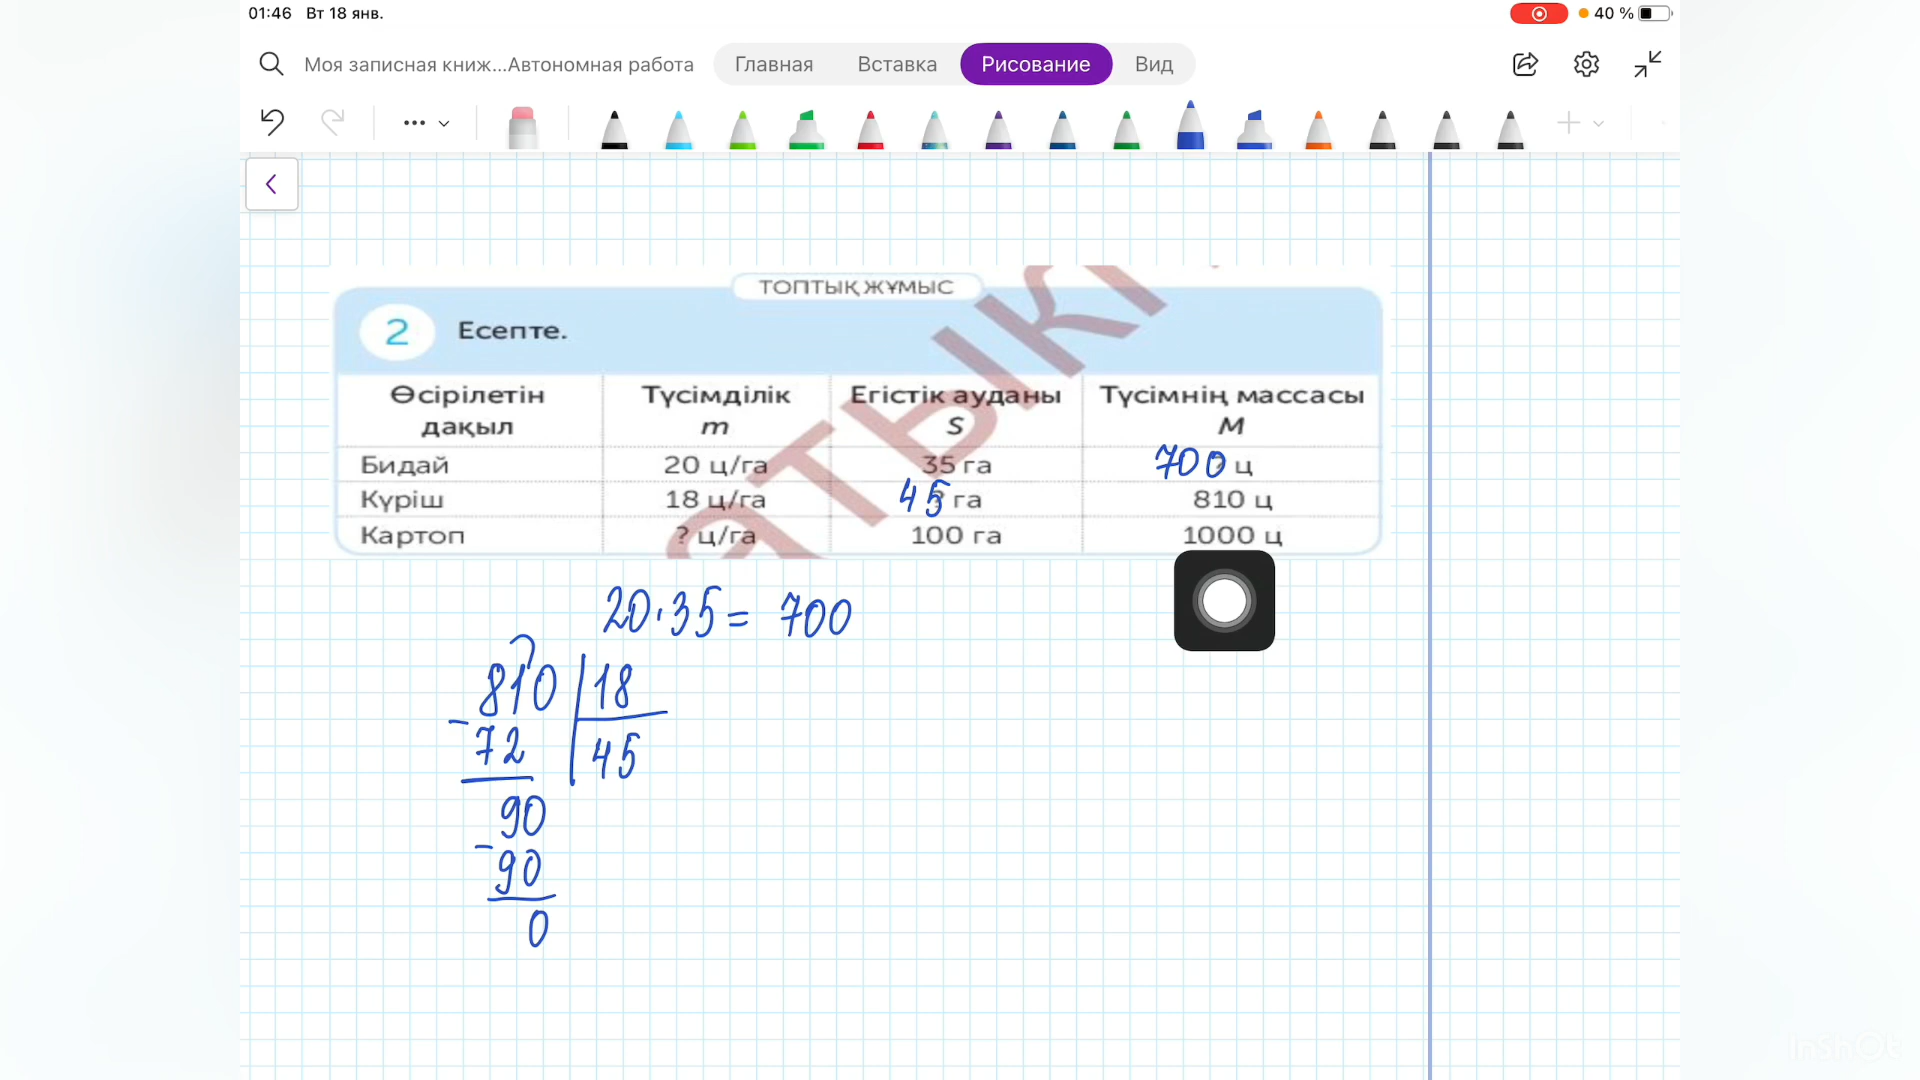 01:46 Вт 18 янв. 40 %
Моя записная книж...Автономная работа Главная Вставка Рисование Вид
ТОПТЫҚ ЖҰМЫС
2 Есепте.
Өсірілетін дақыл Түсімділік m Егістік ауданы S Түсімнің массасы M
Бидай 20 ц/га 35 га 700 ц
Күріш 18 ц/га 45 га 810 ц
Картоп ? ц/га 100 га 1000 ц
АТЫКІ
20·35= 700
810 18
- 72 45
90
- 90
0
InShOt